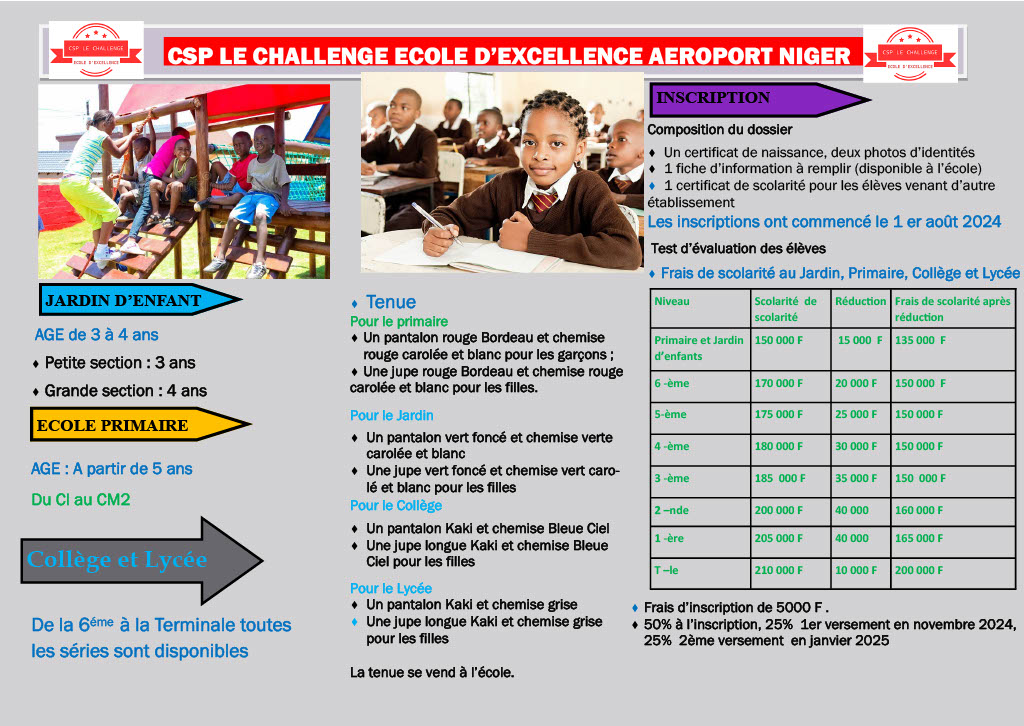 CSP LE CHALLENGE
ECOLE D'EXCELLENCE
CSP LE CHALLENGE ECOLE D'EXCELLENCE AEROPORT NIGER
CSP LE CHALLENGE
ECOLE D'EXCELLENCE
JARDIN D'ENFANT
AGE de 3 à 4 ans
♦ Petite section : 3 ans
♦ Grande section : 4 ans
ECOLE PRIMAIRE
AGE : A partir de 5 ans
Du CI au CM2
Collège et Lycée
De la 6éme à la Terminale toutes
les séries sont disponibles
♦ Tenue
Pour le primaire
♦ Un pantalon rouge Bordeau et chemise
rouge carolée et blanc pour les garçons ;
♦ Une jupe rouge Bordeau et chemise rouge
carolée et blanc pour les filles.
Pour le Jardin
♦ Un pantalon vert foncé et chemise verte
carolée et blanc
♦ Une jupe vert foncé et chemise vert caro-
lé et blanc pour les filles
Pour le Collège
♦ Un pantalon Kaki et chemise Bleue Ciel
♦ Une jupe longue Kaki et chemise Bleue
Ciel pour les filles
Pour le Lycée
♦ Un pantalon Kaki et chemise grise
♦ Une jupe longue Kaki et chemise grise
pour les filles
La tenue se vend à l'école.
INSCRIPTION
Composition du dossier
♦ Un certificat de naissance, deux photos d'identités
♦ 1 fiche d'information à remplir (disponible à l'école)
♦ 1 certificat de scolarité pour les élèves venant d'autre
établissement
Les inscriptions ont commencé le 1 er août 2024
Test d'évaluation des élèves
♦ Frais de scolarité au Jardin, Primaire, Collège et Lycée
Niveau Scolarité de scolarité Réduction Frais de scolarité après réduction
Primaire et Jardin d'enfants 150 000 F 15 000 F 135 000 F
6 -ème 170 000 F 20 000 F 150 000 F
5-ème 175 000 F 25 000 F 150 000 F
4 -ème 180 000 F 30 000 F 150 000 F
3 -ème 185 000 F 35 000 F 150 000 F
2 –nde 200 000 F 40 000 160 000 F
1 -ère 205 000 F 40 000 165 000 F
T –le 210 000 F 10 000 F 200 000 F
♦ Frais d'inscription de 5000 F .
♦ 50% à l'inscription, 25% 1er versement en novembre 2024,
25% 2ème versement en janvier 2025